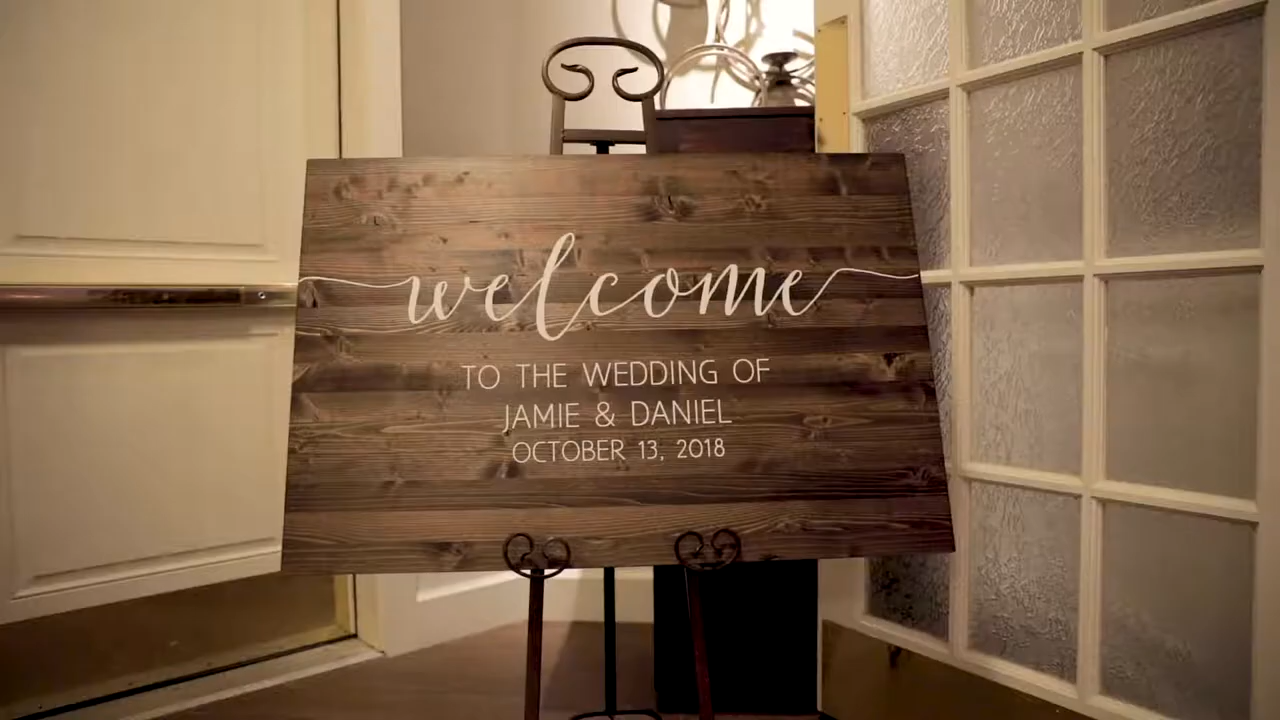 welcome
TO THE WEDDING OF
JAMIE & DANIEL
OCTOBER 13, 2018